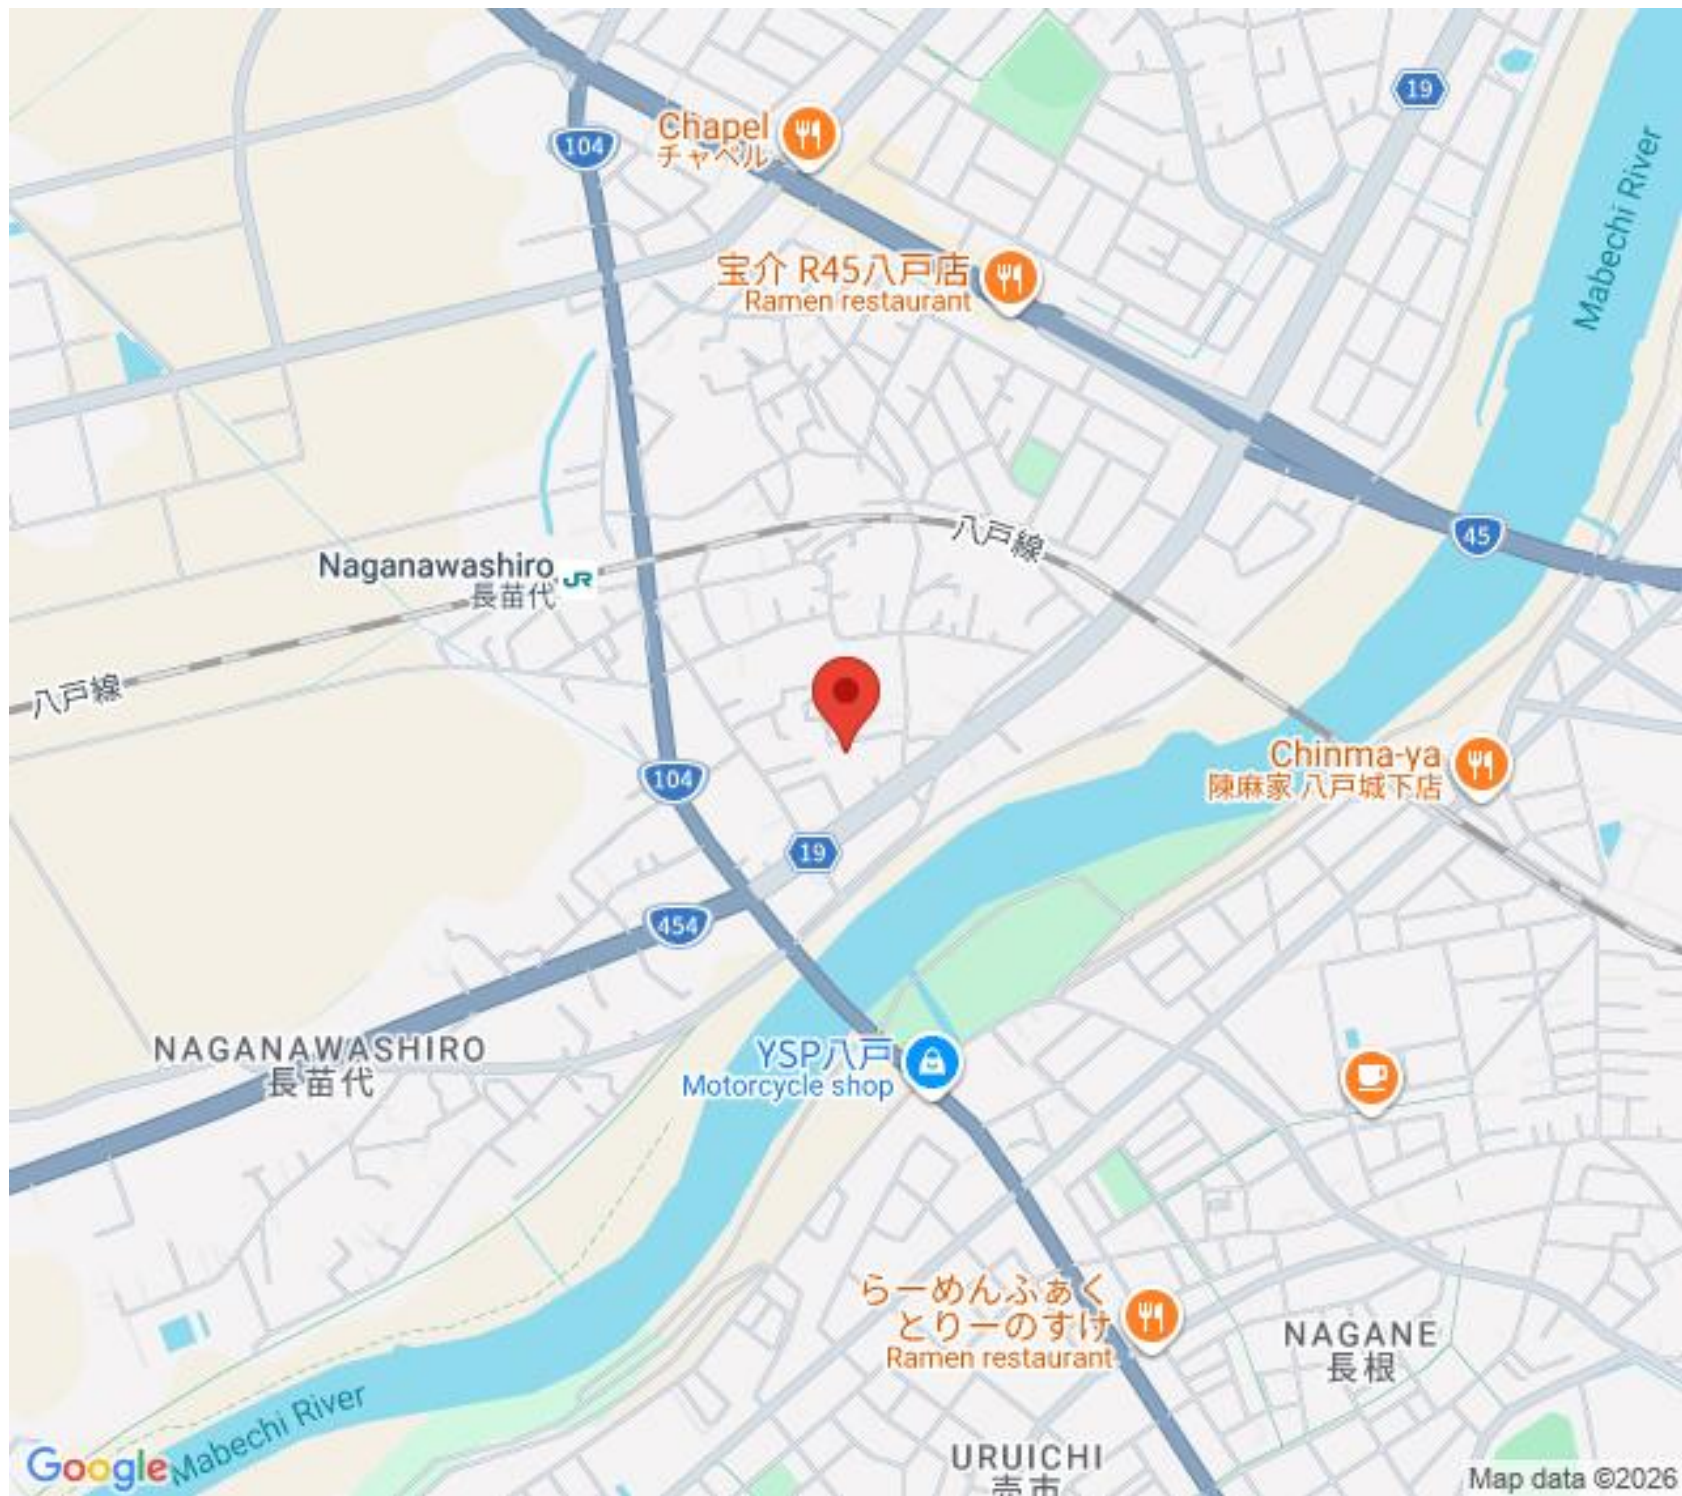 19
104
Chapel
チャペル
Mabechi River
宝介 R45八戸店
Ramen restaurant
45
八戸線
Naganawashiro
長苗代
JR
八戸線
Chinma-ya
陳麻家 八戸城下店
104
19
454
NAGANAWASHIRO
長苗代
YSP八戸
Motorcycle shop
らーめんふぁく
とりーのすけ
Ramen restaurant
NAGANE
長根
Mabechi River
URUICHI
売市
Google
Map data ©2026